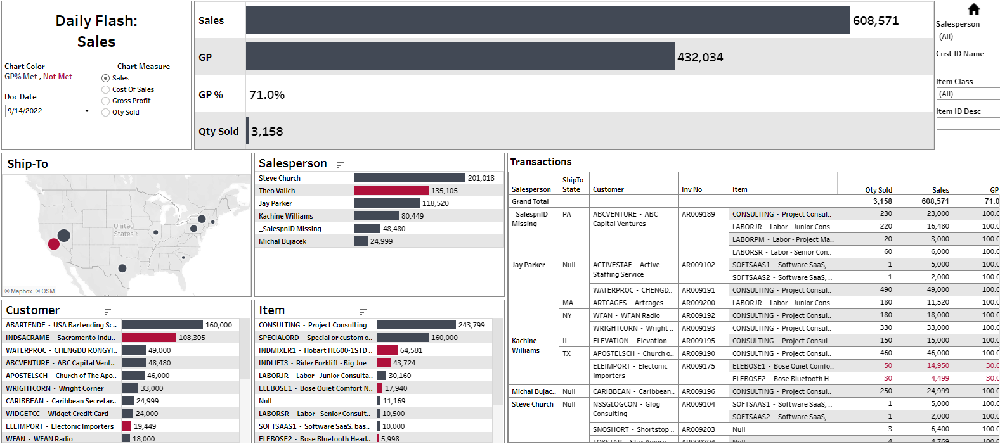 Daily Flash:
Sales
Chart Color
GP% Met , Not Met
Doc Date
9/14/2022
Chart Measure
Sales
Cost Of Sales
Gross Profit
Qty Sold
Sales 608,571
GP 432,034
GP % 71.0%
Qty Sold 3,158
Salesperson
(All)
Cust ID Name
Item Class
(All)
Item ID Desc
Ship-To
United
States
© Mapbox © OSM
Salesperson
Steve Church 201,018
Theo Valich 135,105
Jay Parker 118,520
Kachine Williams 80,449
_SalespnID Missing 48,480
Michal Bujacek 24,999
Customer
ABARTENDE - USA Bartending Sc.. 160,000
INDSACRAME - Sacramento Indu.. 108,305
WATERPROC - CHENGDU RONGYI.. 49,000
ABCVENTURE - ABC Capital Vent.. 48,480
APOSTELSCH - Church of The Apo.. 46,000
WRIGHTCORN - Wright Corner 33,000
CARIBBEAN - Caribbean Secretar.. 24,999
WIDGETCC - Widget Credit Card 24,000
ELEIMPORT - Electonic Importers 19,449
WFAN - WFAN Radio 18,000
Item
CONSULTING - Project Consulting 243,799
SPECIALORD - Special or custom o.. 160,000
INDMIXER1 - Hobart HL600-1STD .. 64,581
INDLIFT3 - Rider Forklift - Big Joe 43,724
LABORJR - Labor - Junior Consulta.. 30,160
ELEBOSE1 - Bose Quiet Comfort N.. 17,940
Null 11,169
LABORSR - Labor - Senior Consult.. 10,500
SOFTSAAS1 - Software SaaS, bas.. 10,000
ELEBOSE2 - Bose Bluetooth Head.. 5,998
Transactions
Salesperson ShipTo State Customer Inv No Item Qty Sold Sales GP
Grand Total 3,158 608,571 71.0
_SalespnID Missing PA ABCVENTURE - ABC Capital Ventures AR009189 CONSULTING - Project Consul.. 230 23,000 100.0
LABORJR - Labor - Junior Cons.. 220 16,480 100.0
LABORPM - Labor - Project Ma.. 20 3,000 100.0
LABORSR - Labor - Senior Con.. 60 6,000 100.0
Jay Parker Null ACTIVESTAF - Active Staffing Service AR009102 SOFTSAAS1 - Software SaaS, .. 1 5,000 100.0
SOFTSAAS2 - Software SaaS, .. 1 2,000 100.0
WATERPROC - CHENGD.. AR009191 CONSULTING - Project Consul.. 490 49,000 100.0
MA ARTCAGES - Artcages AR009200 LABORJR - Labor - Junior Cons.. 180 11,520 100.0
NY WFAN - WFAN Radio AR009192 CONSULTING - Project Consul.. 180 18,000 100.0
WRIGHTCORN - Wright .. AR009193 CONSULTING - Project Consul.. 330 33,000 100.0
Kachine Williams IL ELEVATION - Elevation .. AR009195 CONSULTING - Project Consul.. 150 15,000 100.0
TX APOSTELSCH - Church o.. AR009190 CONSULTING - Project Consul.. 460 46,000 100.0
ELEIMPORT - Electonic Importers AR009175 ELEBOSE1 - Bose Quiet Comfo.. 50 14,950 30.0
ELEBOSE2 - Bose Bluetooth H.. 30 4,499 30.0
Michal Bujac.. Null CARIBBEAN - Caribbean.. AR009196 CONSULTING - Project Consul.. 250 24,999 100.0
Steve Church Null NSSGLOGCON - Glog Consulting AR009104 SOFTSAAS1 - Software SaaS, .. 1 5,000 100.0
SOFTSAAS2 - Software SaaS, .. 1 2,000 100.0
SNOSHORT - Shortstop .. AR009203 Null 3 6,400 100.0
TOYSTAR - Star Americ.. AR009204 Null 4 4,769 100.0